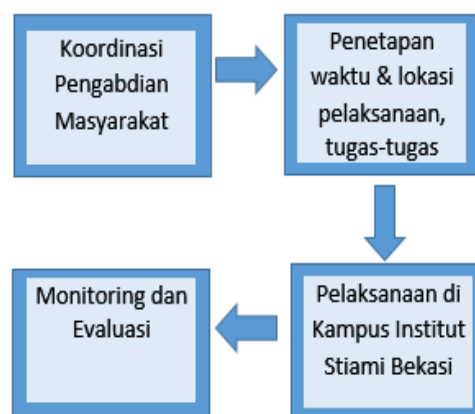 Koordinasi
Pengabdian
Masyarakat
Penetapan
waktu & lokasi
pelaksanaan,
tugas-tugas
Pelaksanaan di
Kampus Institut
Stiami Bekasi
Monitoring dan
Evaluasi